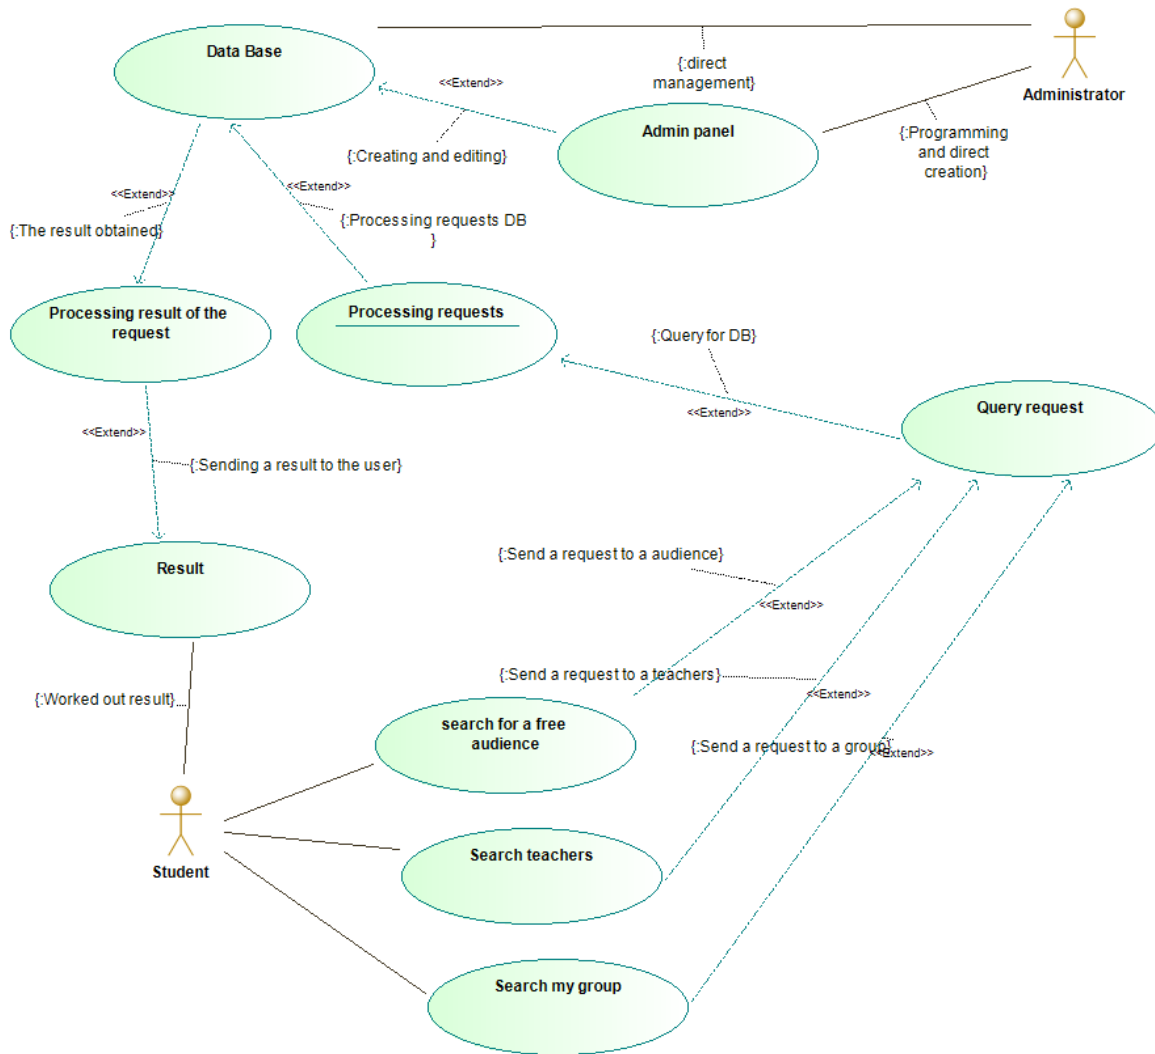 Data Base
{:direct
management}
Administrator
<<Extend>>
Admin panel
{:Programming
and direct
creation}
{:Creating and editing}
<<Extend>>
<<Extend>>
{:The result obtained}
{:Processing requests DB
}
Processing result of the
request
Processing requests
{:Query for DB}
<<Extend>>
Query request
<<Extend>>
{:Sending a result to the user}
{:Send a request to a audience}
Result
<<Extend>>
{:Send a request to a teachers}
<<Extend>>
{:Worked out result}
search for a free
audience
{:Send a request to a group}
<<Extend>>
Search teachers
Student
Search my group